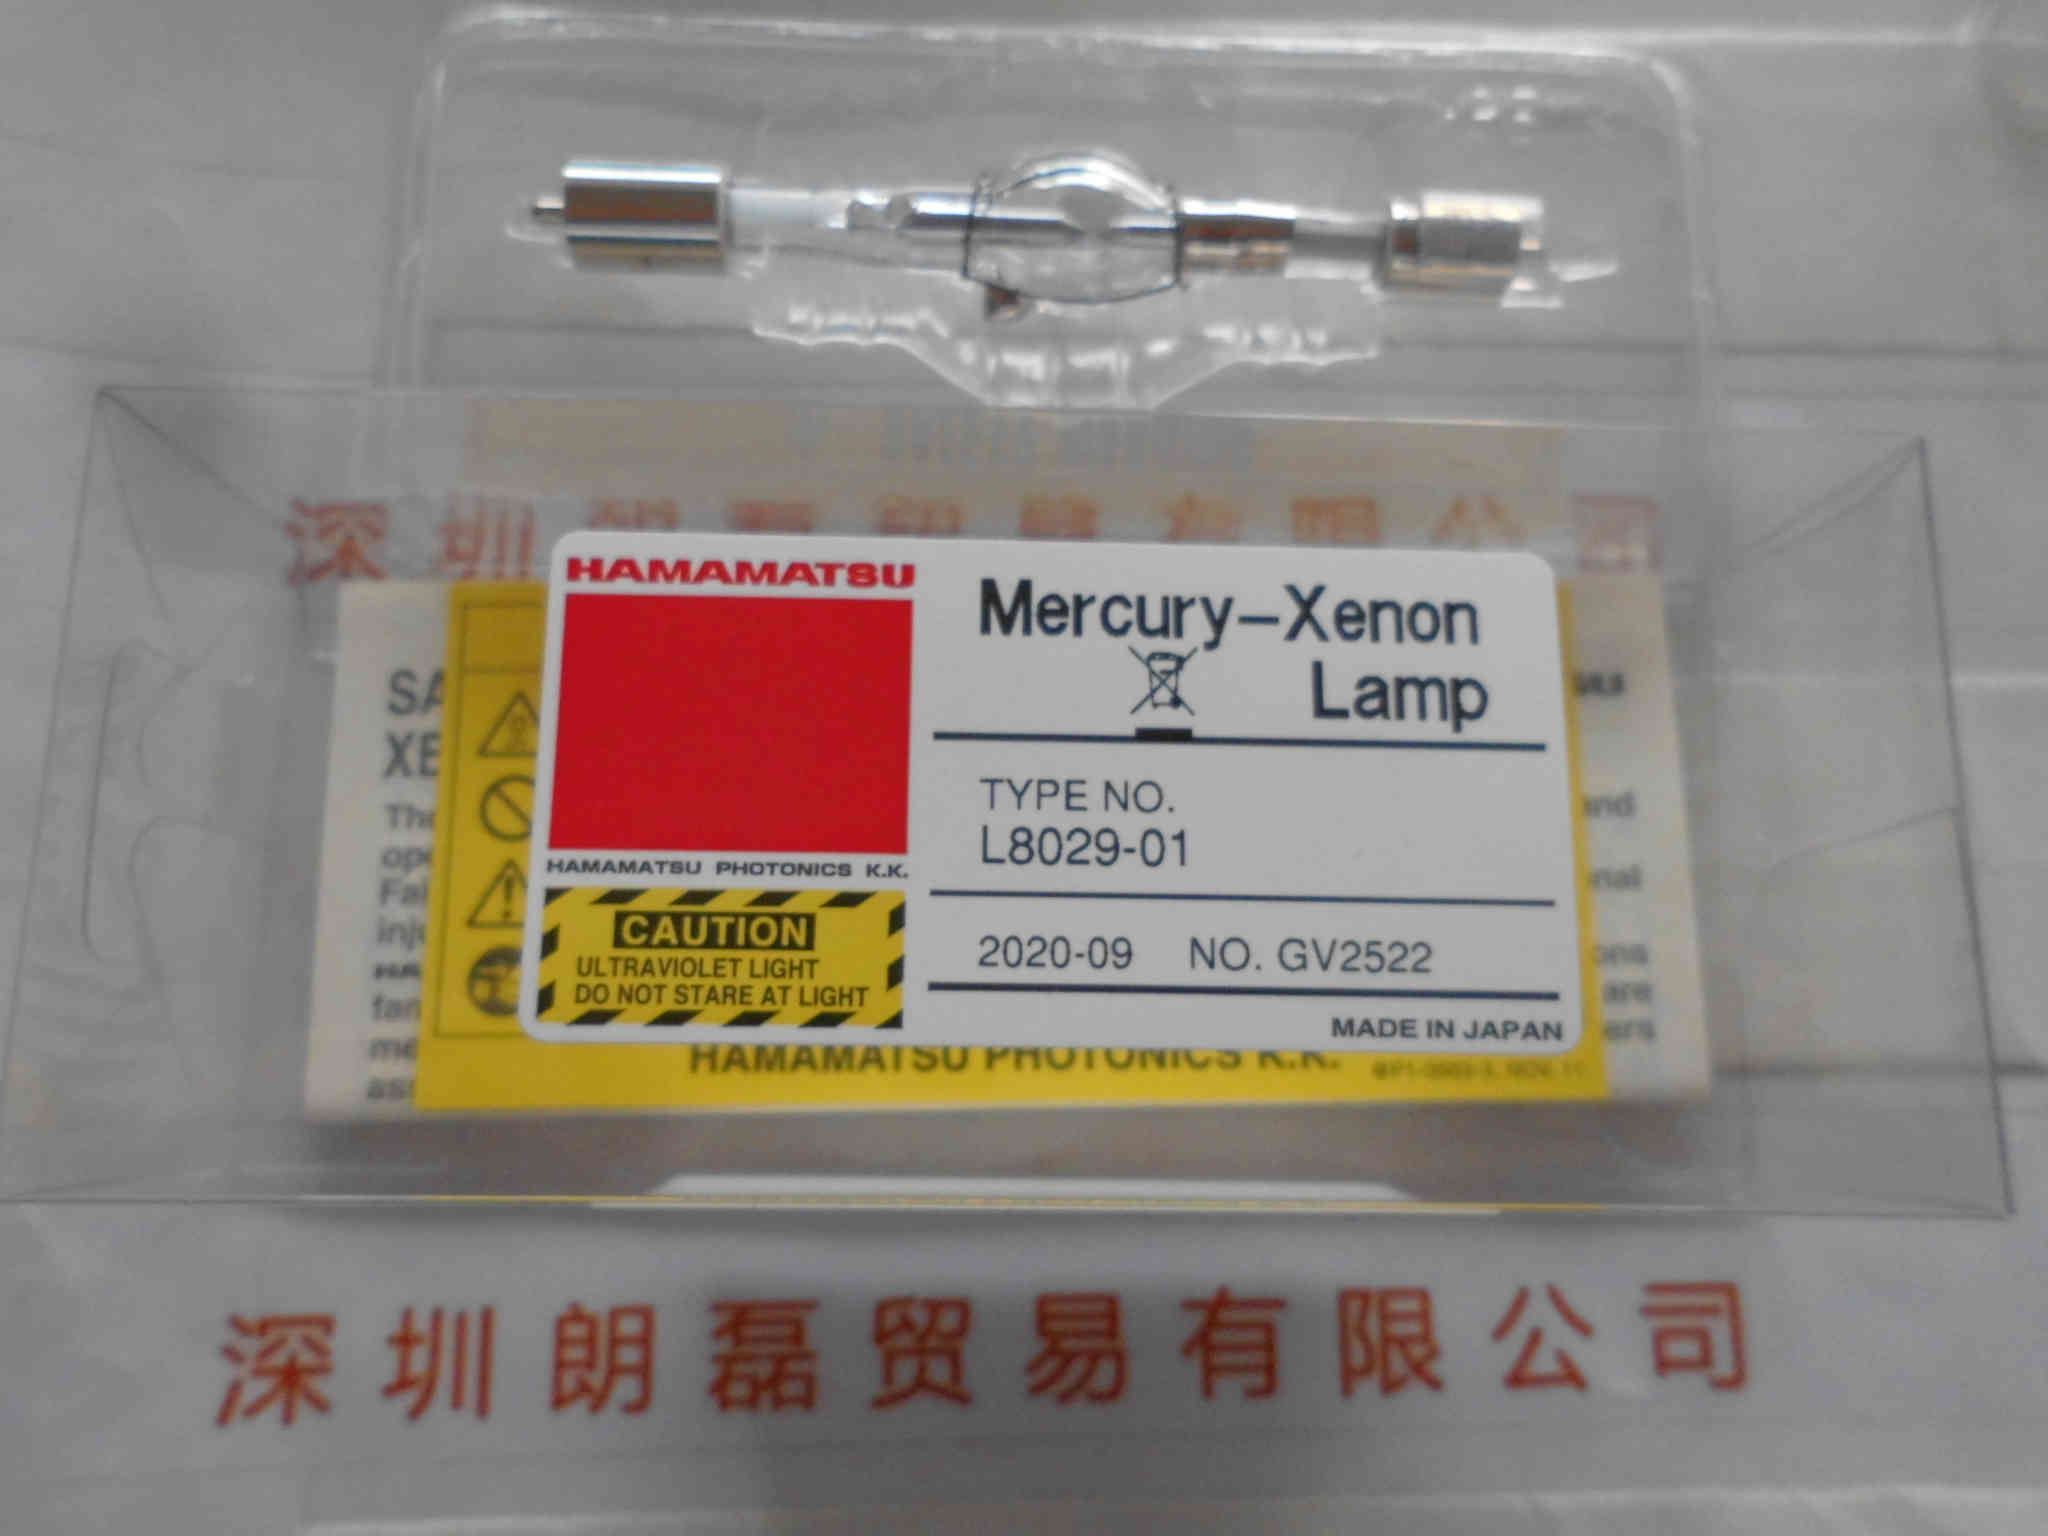 深圳朗磊贸易有限公司
HAMAMATSU
Mercury-Xenon
Lamp
TYPE NO.
L8029-01
HAMAMATSU PHOTONICS K.K.
CAUTION
ULTRAVIOLET LIGHT
DO NOT STARE AT LIGHT
2020-09 NO. GV2522
MADE IN JAPAN
HAMAMATSU PHOTONICS K.K.
深圳朗磊贸易有限公司